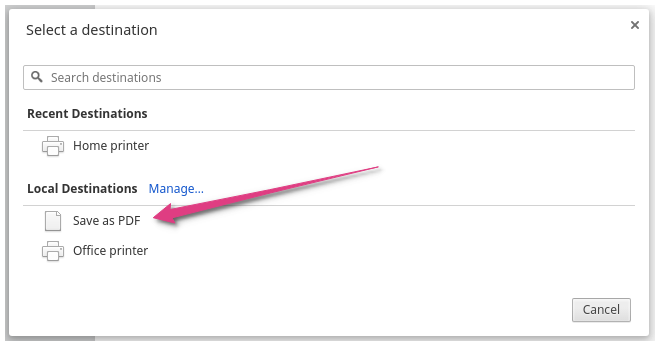 Select a destination
×
Search destinations
Recent Destinations
Home printer
Local Destinations Manage...
Save as PDF
Office printer
Cancel